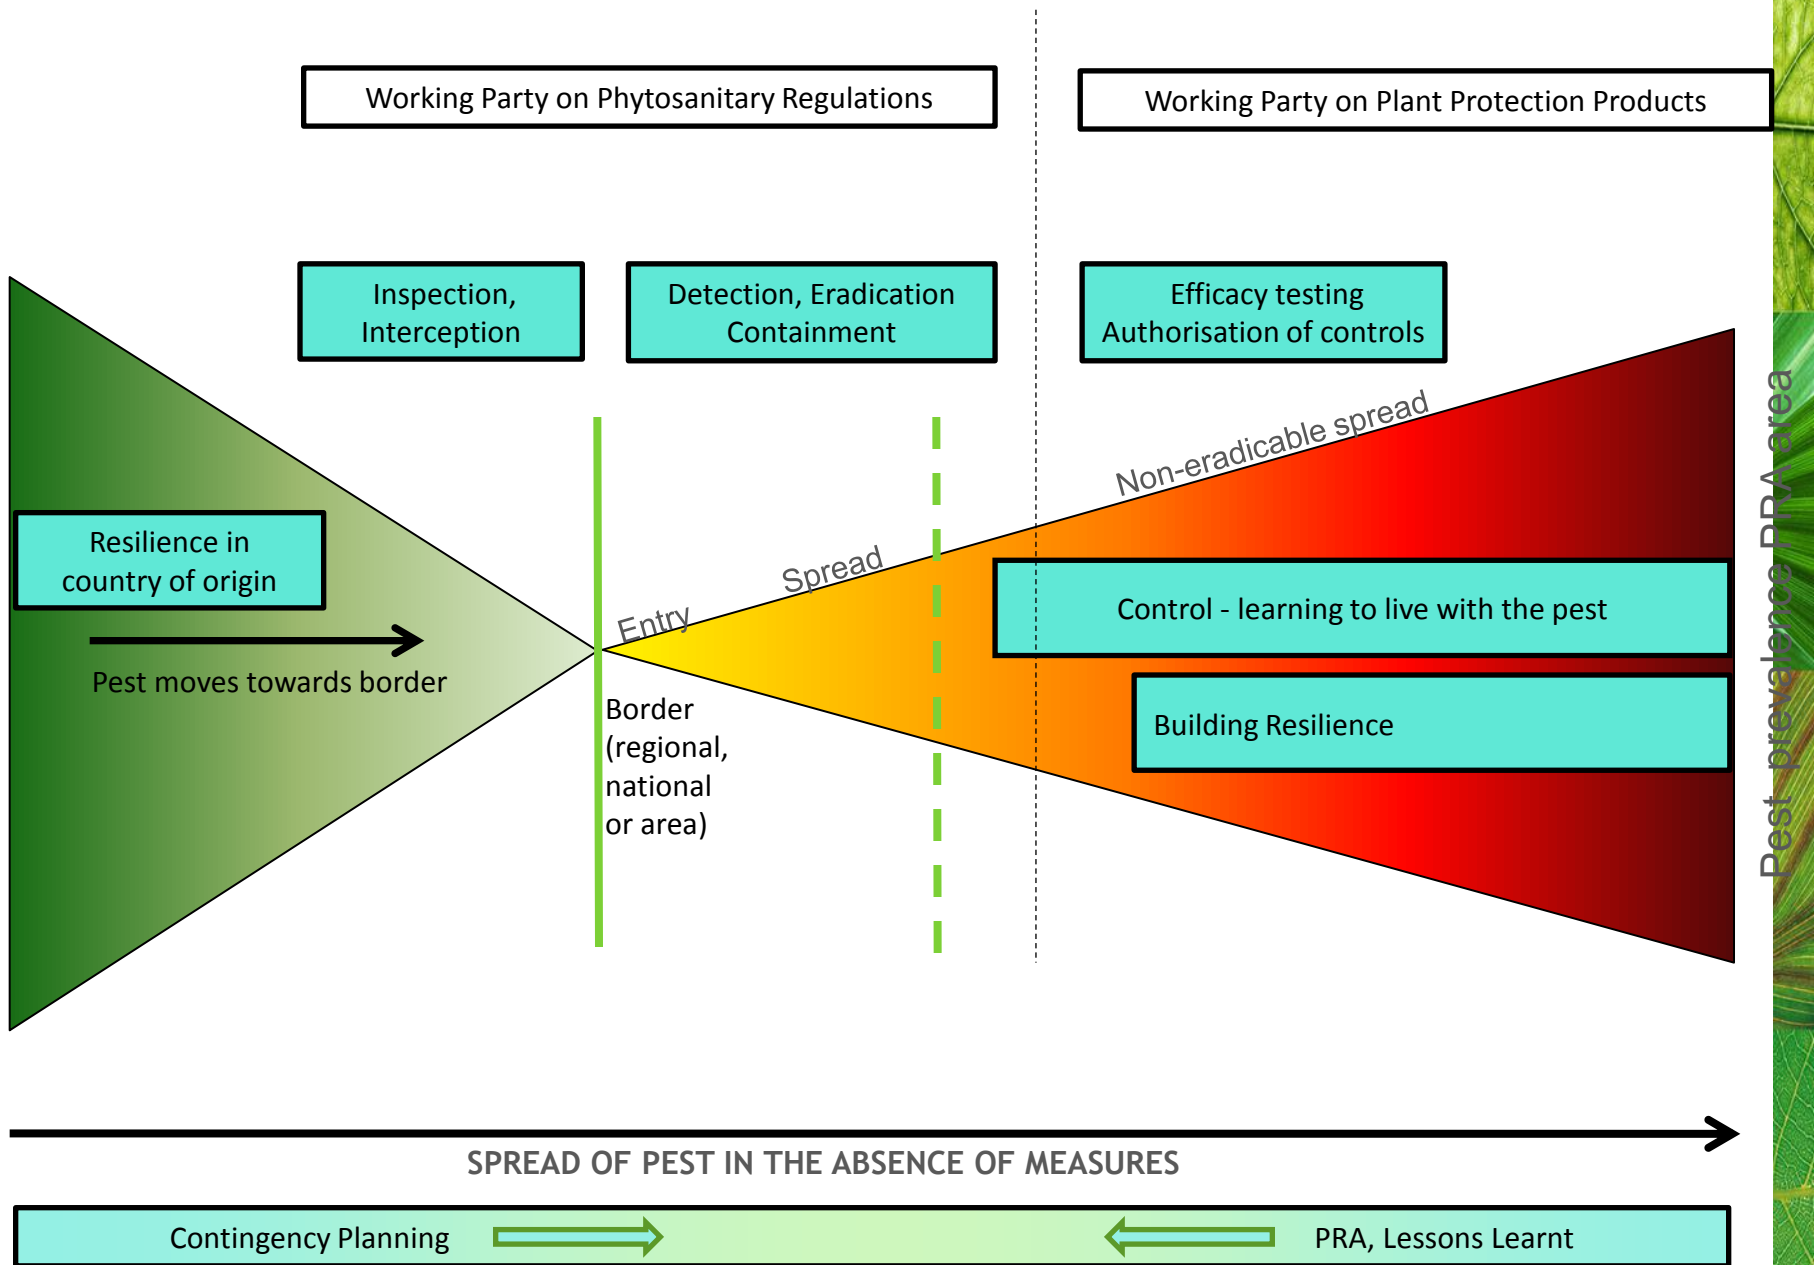 Working Party on Phytosanitary Regulations
Working Party on Plant Protection Products
Inspection,
Interception
Detection, Eradication
Containment
Efficacy testing
Authorisation of controls
Resilience in
country of origin
Pest moves towards border
Entry
Spread
Non-eradicable spread
Border
(regional,
national
or area)
Control - learning to live with the pest
Building Resilience
Pest prevalence PRA area
SPREAD OF PEST IN THE ABSENCE OF MEASURES
Contingency Planning
PRA, Lessons Learnt